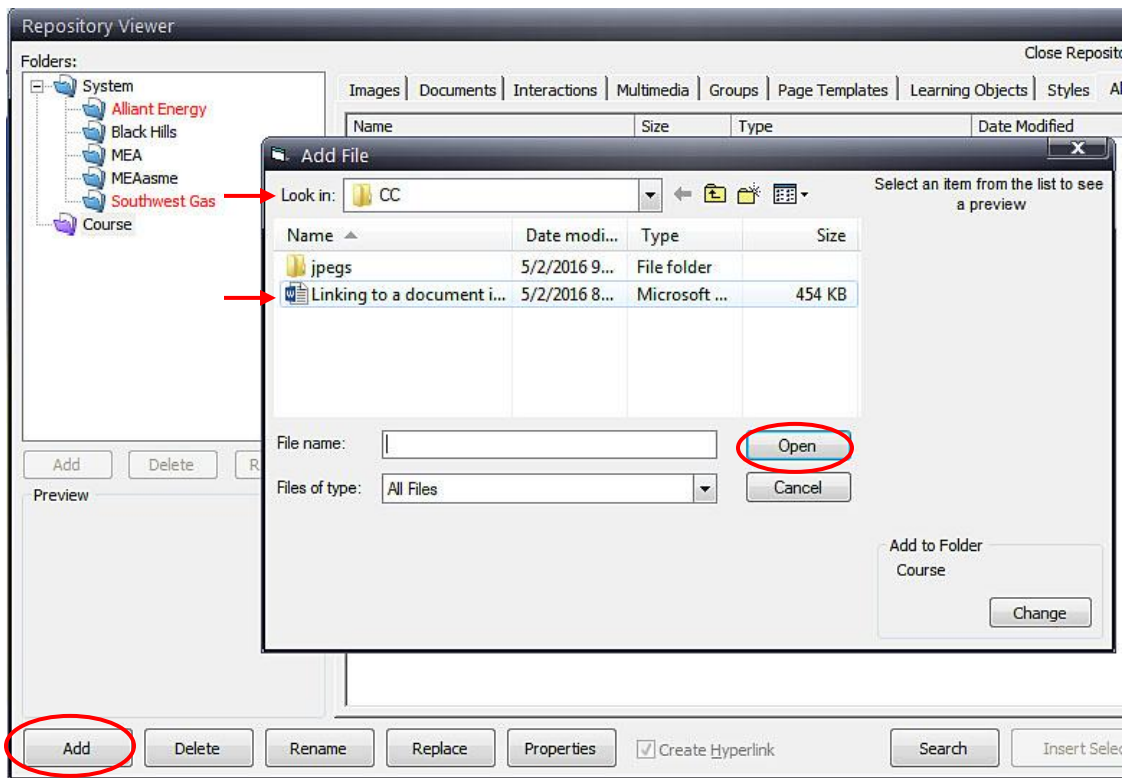 Repository Viewer
Close Reposito
Folders:
System
Alliant Energy
Black Hills
MEA
MEAasme
Southwest Gas
Course
Images Documents Interactions Multimedia Groups Page Templates Learning Objects Styles Al
Name Size Type Date Modified
Add File
X
Look in: CC
Select an item from the list to see
a preview
Name Date modi... Type Size
jpegs 5/2/2016 9... File folder
Linking to a document i... 5/2/2016 8... Microsoft ... 454 KB
File name:
Open
Files of type: All Files
Cancel
Add to Folder
Course
Change
Add Delete R
Preview
Add Delete Rename Replace Properties Create Hyperlink Search Insert Selec